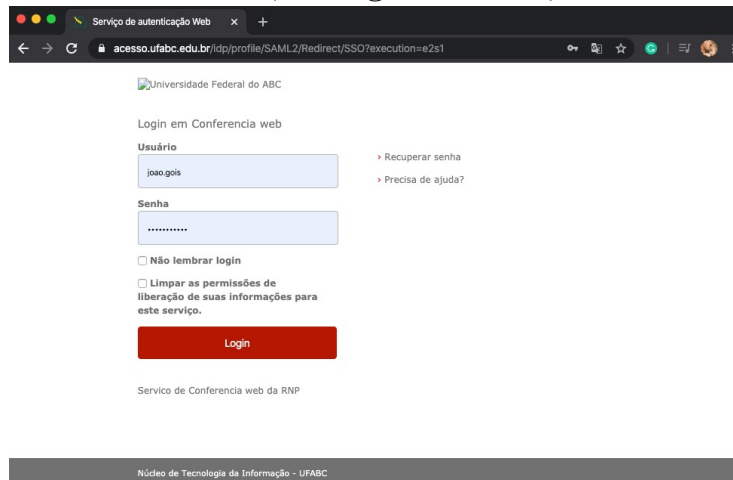 Serviço de autenticação Web
acesso.ufabc.edu.br/idp/profile/SAML2/Redirect/SSO?execution=e2s1
Universidade Federal do ABC
Login em Conferencia web
Usuário
joao.gois
Senha
Não lembrar login
Limpar as permissões de
liberação de suas informações para
este serviço.
Login
› Recuperar senha
› Precisa de ajuda?
Servico de Conferencia web da RNP
Núcleo de Tecnologia da Informação - UFABC